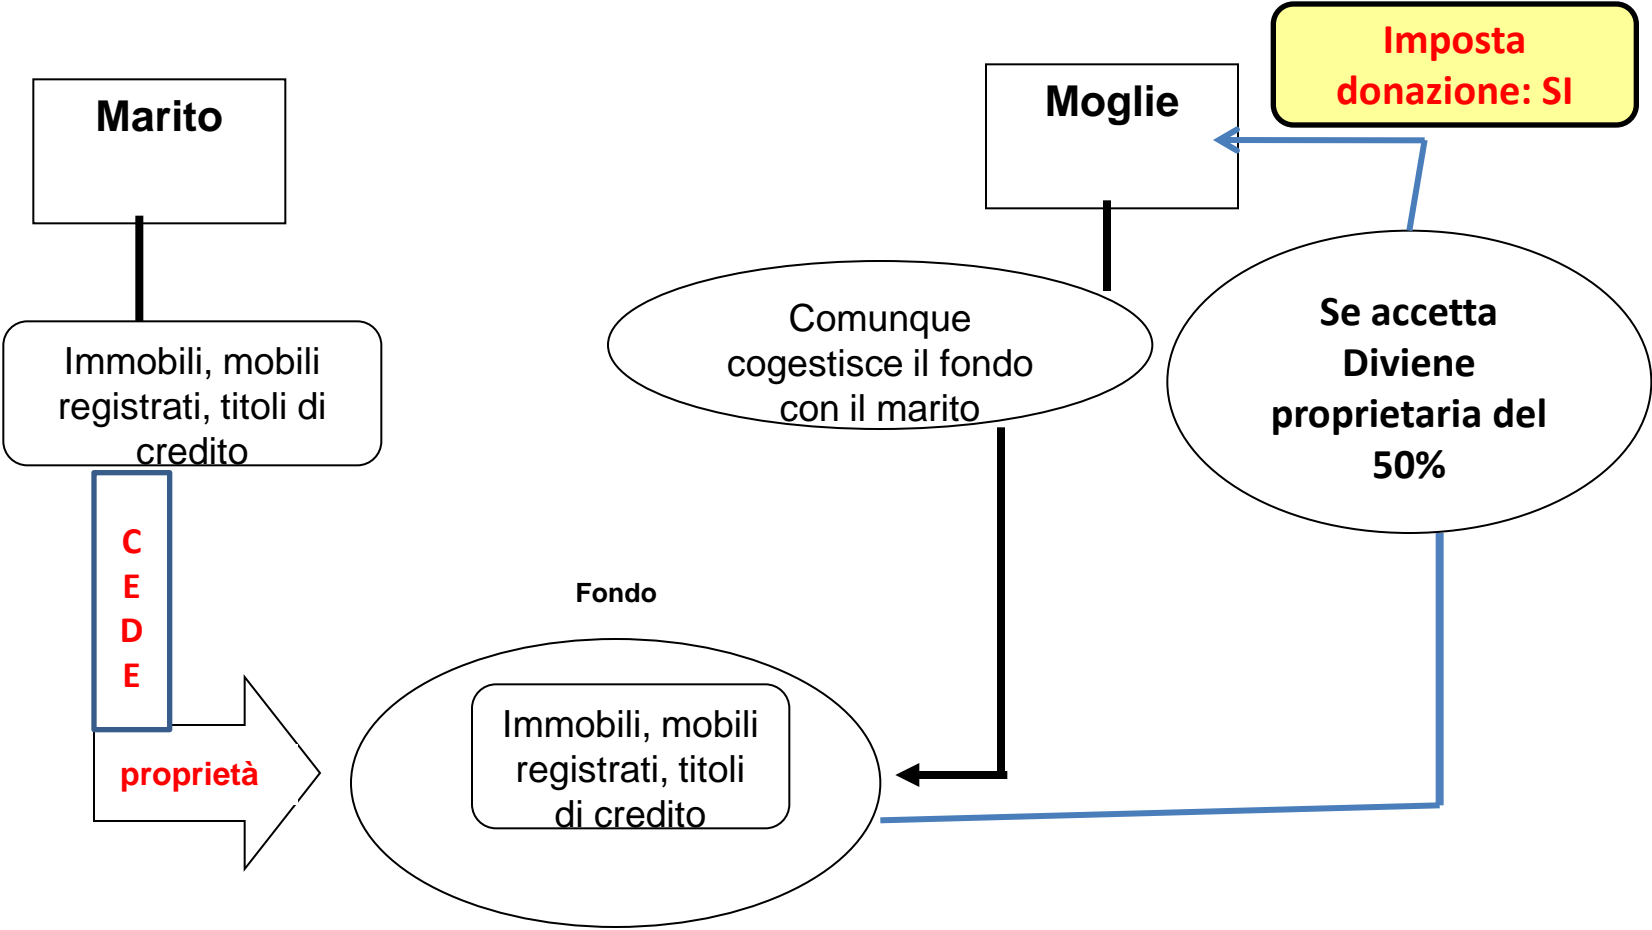 Imposta
donazione: SI
Marito
Moglie
Immobili, mobili
registrati, titoli di
credito
Comunque
cogestisce il fondo
con il marito
Se accetta
Diviene
proprietaria del
50%
C
E
D
E
proprietà
Fondo
Immobili, mobili
registrati, titoli
di credito